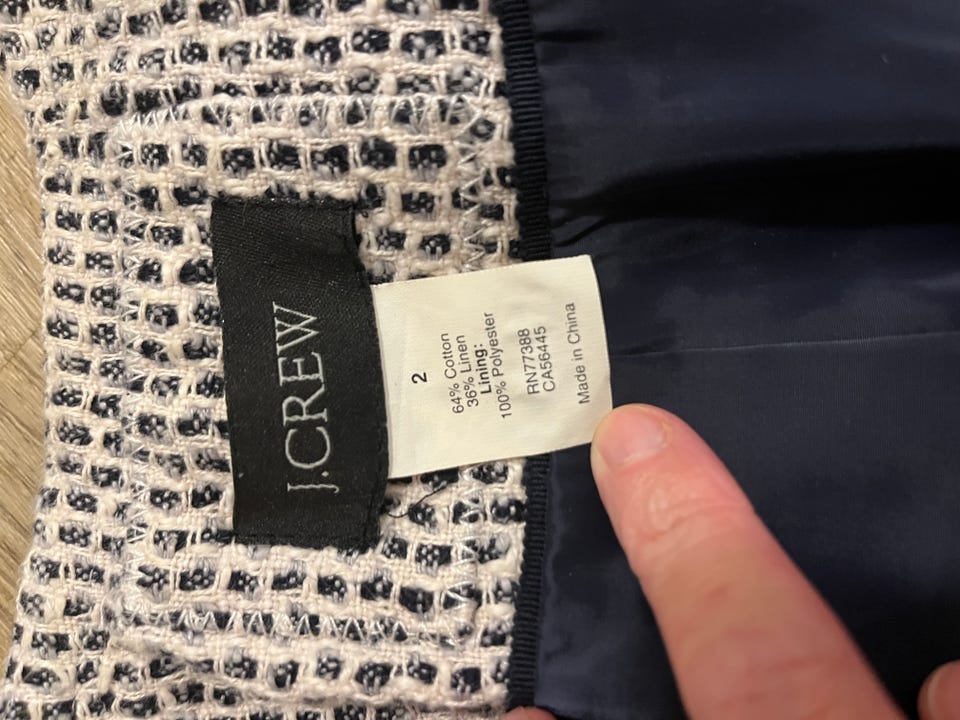 J.CREW
2
64% Cotton
36% Linen
Lining:
100% Polyester
RN77388
CA56445
Made in China